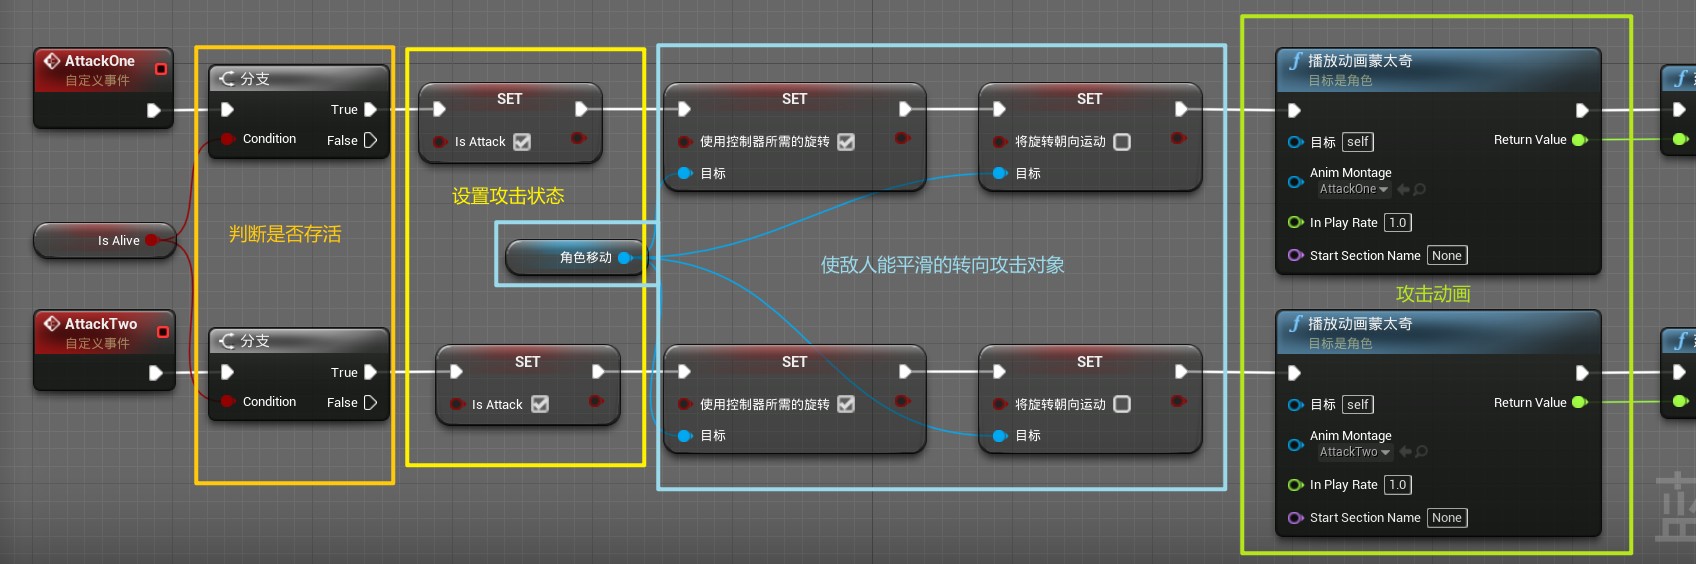 AttackOne
自定义事件
分支
True
Condition
False
SET
Is Attack
SET
使用控制器所需的旋转
目标
SET
将旋转朝向运动
目标
播放动画蒙太奇
目标是角色
目标 self
Return Value
Anim Montage
AttackOne
In Play Rate 1.0
Start Section Name None
设置攻击状态
Is Alive
判断是否存活
角色移动
使敌人能平滑的转向攻击对象
攻击动画
AttackTwo
自定义事件
分支
True
Condition
False
SET
Is Attack
SET
使用控制器所需的旋转
目标
SET
将旋转朝向运动
目标
播放动画蒙太奇
目标是角色
目标 self
Return Value
Anim Montage
AttackTwo
In Play Rate 1.0
Start Section Name None